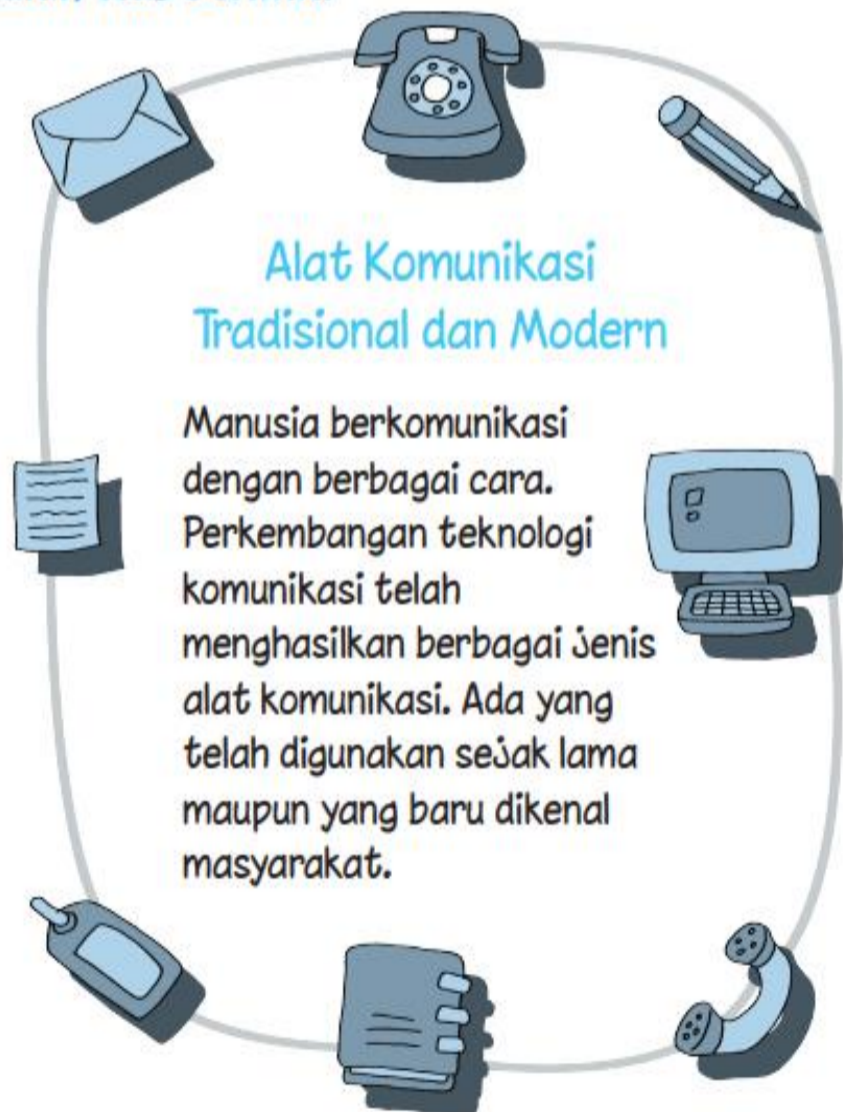 Alat Komunikasi
Tradisional dan Modern
Manusia berkomunikasi
dengan berbagai cara.
Perkembangan teknologi
komunikasi telah
menghasilkan berbagai jenis
alat komunikasi. Ada yang
telah digunakan sejak lama
maupun yang baru dikenal
masyarakat.